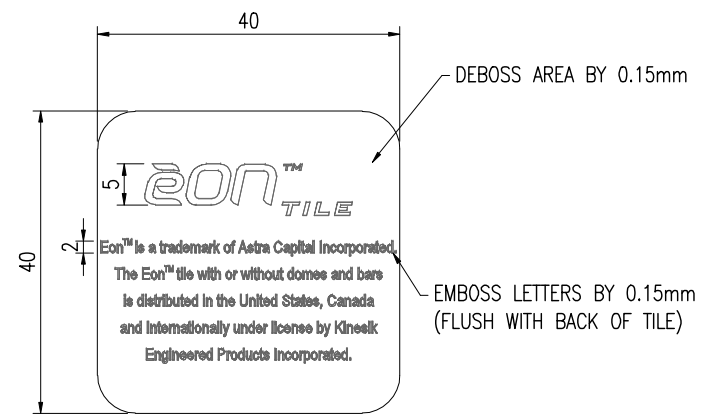 40
DEBOSS AREA BY 0.15mm
5
eon™
TILE
2
40
Eon™ is a trademark of Astra Capital Incorporated.
The Eon™ tile with or without domes and bars
is distributed in the United States, Canada
and internationally under license by Kinesik
Engineered Products Incorporated.
EMBOSS LETTERS BY 0.15mm
(FLUSH WITH BACK OF TILE)